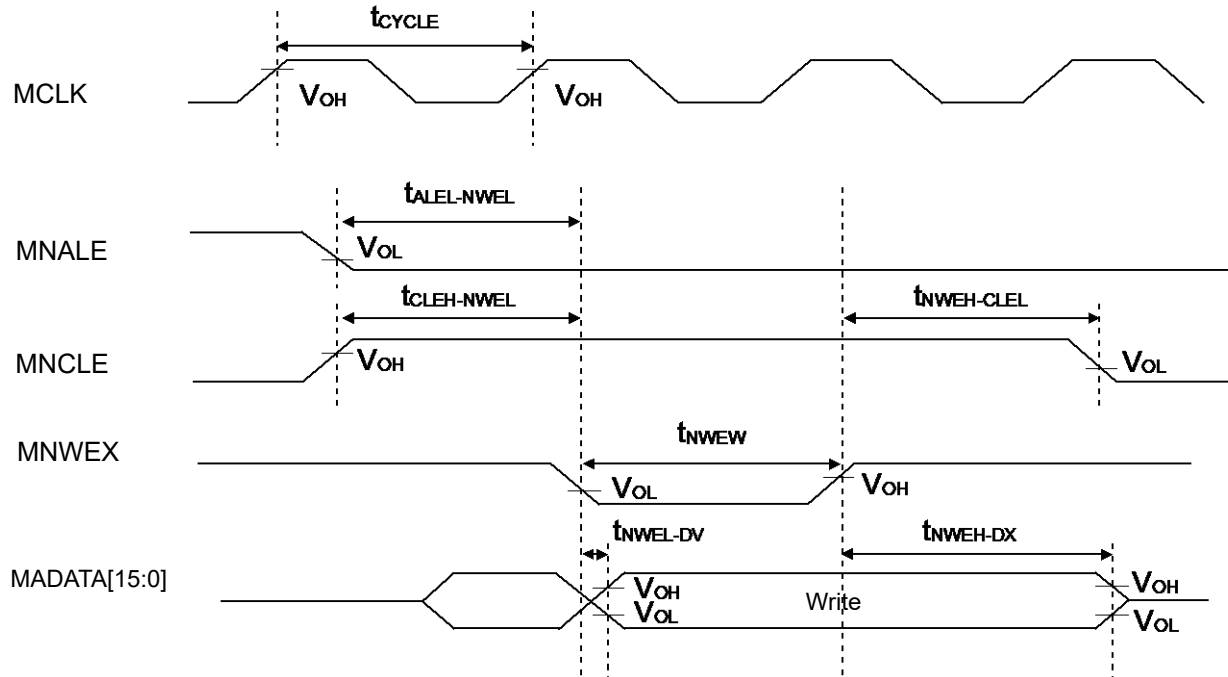 tCYCLE
MCLK
VOH VOH
tALEL-NWEL
MNALE
VOL
tCLEH-NWEL tNWEH-CLEL
MNCLE
VOH VOL
MNWEX
tNWEW
VOL VOH
tNWEL-DV tNWEH-DX
MADATA[15:0]
VOH VOH
Write
VOL VOL